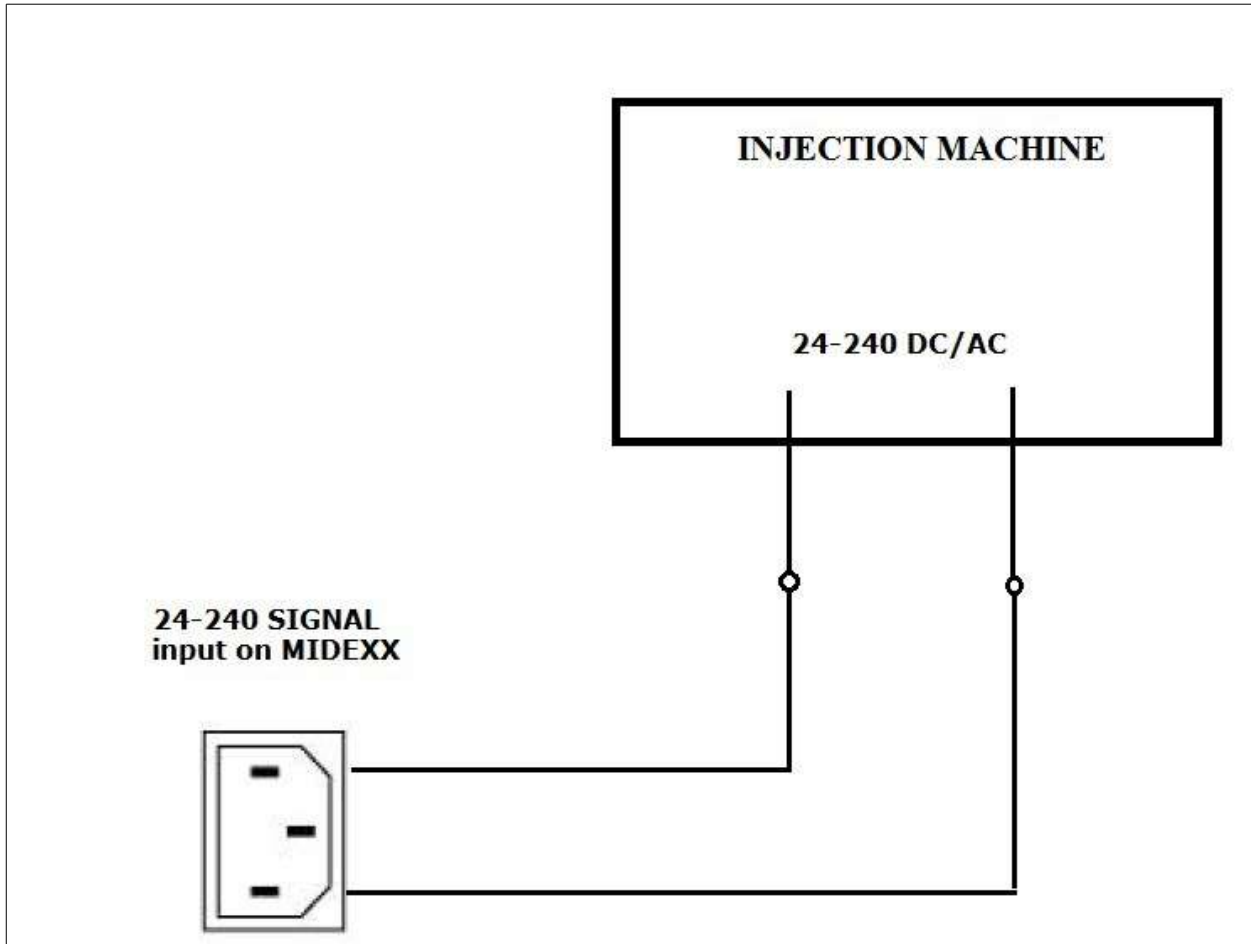 INJECTION MACHINE
24-240 DC/AC
24-240 SIGNAL
input on MIDEXX